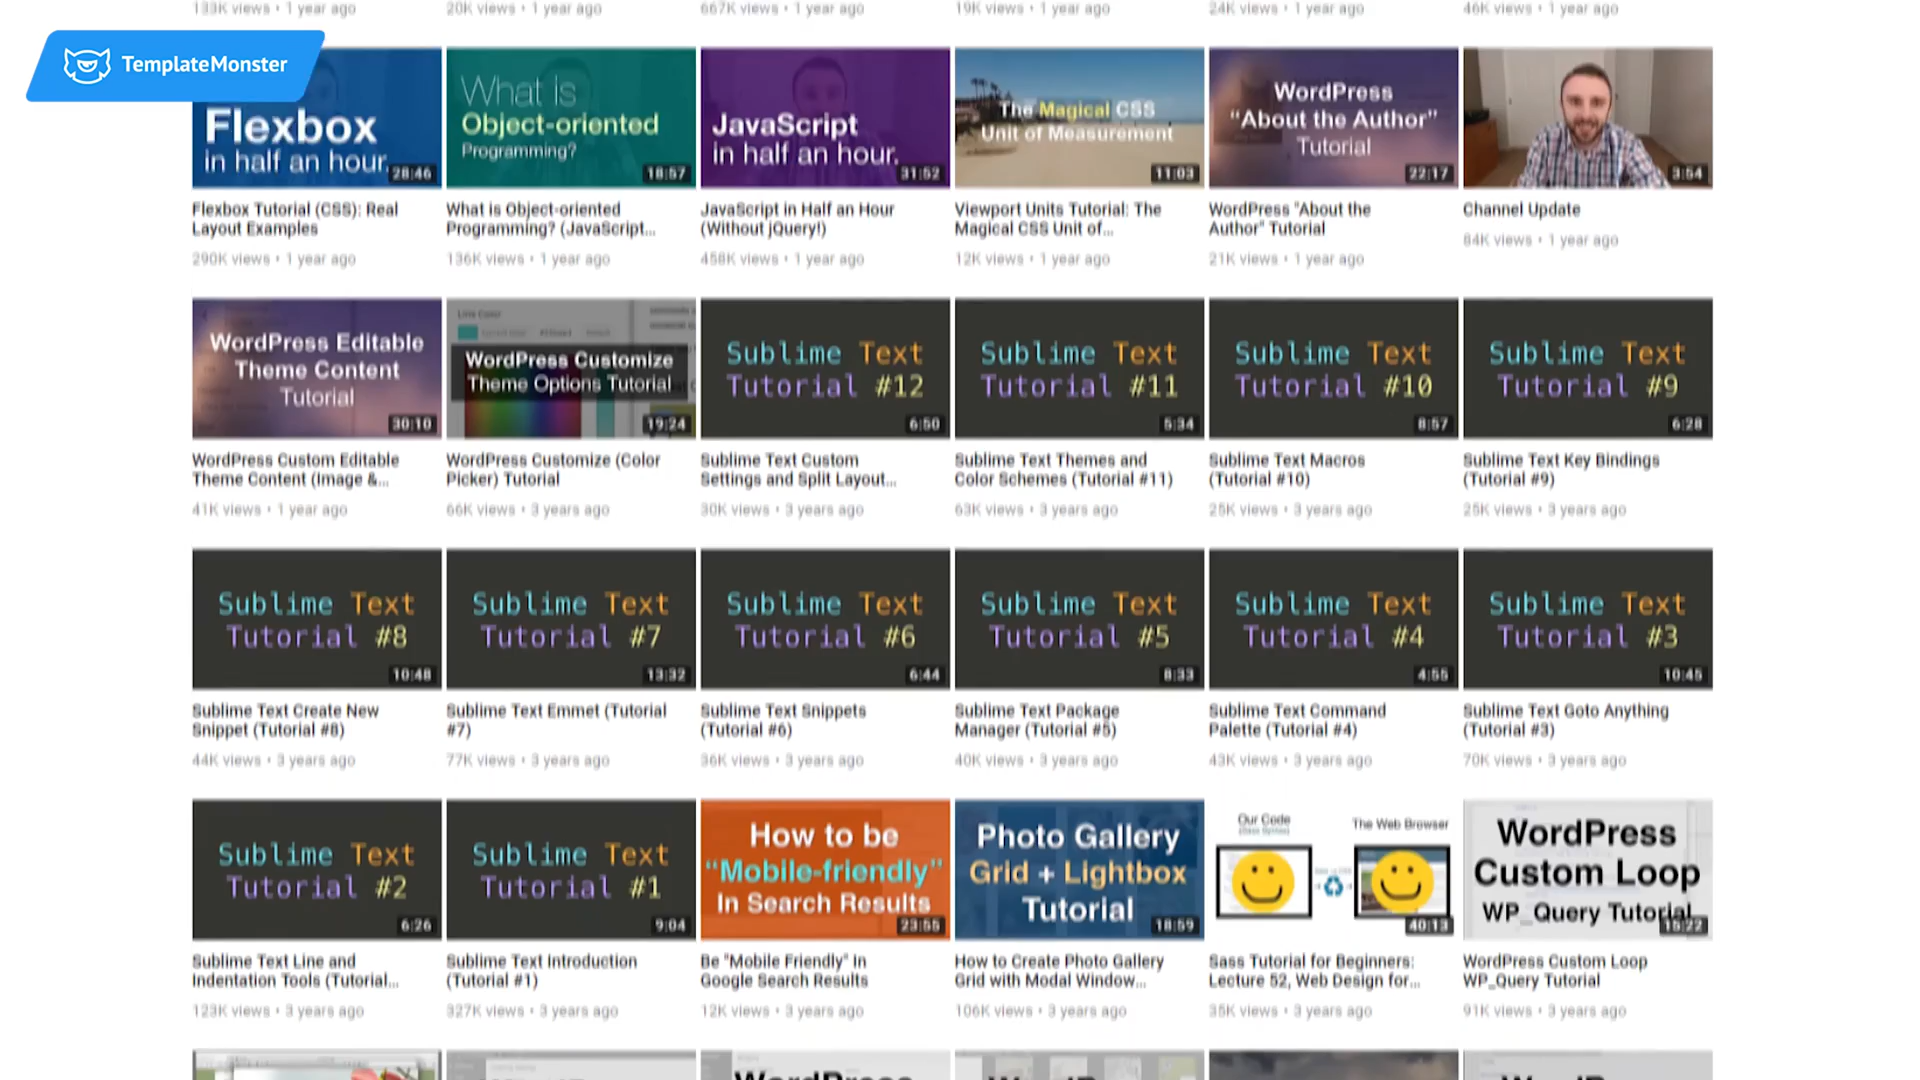 133K views • 1 year ago
20K views • 1 year ago
667K views • 1 year ago
19K views • 1 year ago
24K views • 1 year ago
46K views • 1 year ago
TemplateMonster
Flexbox
in half an hour.
28:46
What is
Object-oriented
Programming?
18:57
JavaScript
in half an hour.
31:52
The Magical CSS
Unit of Measurement
11:03
WordPress
“About the Author”
Tutorial
22:17
3:54
Flexbox Tutorial (CSS): Real
Layout Examples
290K views • 1 year ago
What is Object-oriented
Programming? (JavaScript...
136K views • 1 year ago
JavaScript in Half an Hour
(Without jQuery!)
458K views • 1 year ago
Viewport Units Tutorial: The
Magical CSS Unit of...
12K views • 1 year ago
WordPress "About the
Author" Tutorial
21K views • 1 year ago
Channel Update
84K views • 1 year ago
WordPress Editable
Theme Content
Tutorial
30:10
WordPress Customize
Theme Options Tutorial
19:24
Sublime Text
Tutorial #12
6:50
Sublime Text
Tutorial #11
5:34
Sublime Text
Tutorial #10
8:57
Sublime Text
Tutorial #9
6:28
WordPress Custom Editable
Theme Content (Image &...
41K views • 1 year ago
WordPress Customize (Color
Picker) Tutorial
66K views • 3 years ago
Sublime Text Custom
Settings and Split Layout...
30K views • 3 years ago
Sublime Text Themes and
Color Schemes (Tutorial #11)
63K views • 3 years ago
Sublime Text Macros
(Tutorial #10)
25K views • 3 years ago
Sublime Text Key Bindings
(Tutorial #9)
25K views • 3 years ago
Sublime Text
Tutorial #8
10:48
Sublime Text
Tutorial #7
13:32
Sublime Text
Tutorial #6
6:44
Sublime Text
Tutorial #5
8:33
Sublime Text
Tutorial #4
4:55
Sublime Text
Tutorial #3
10:45
Sublime Text Create New
Snippet (Tutorial #8)
44K views • 3 years ago
Sublime Text Emmet (Tutorial
#7)
77K views • 3 years ago
Sublime Text Snippets
(Tutorial #6)
36K views • 3 years ago
Sublime Text Package
Manager (Tutorial #5)
40K views • 3 years ago
Sublime Text Command
Palette (Tutorial #4)
43K views • 3 years ago
Sublime Text Goto Anything
(Tutorial #3)
70K views • 3 years ago
Sublime Text
Tutorial #2
6:26
Sublime Text
Tutorial #1
9:04
How to be
“Mobile-friendly”
In Search Results
23:55
Photo Gallery
Grid + Lightbox
Tutorial
18:59
Our Code
The Web Browser
40:13
WordPress
Custom Loop
WP_Query Tutorial
15:22
Sublime Text Line and
Indentation Tools (Tutorial...
123K views • 3 years ago
Sublime Text Introduction
(Tutorial #1)
327K views • 3 years ago
Be "Mobile Friendly" In
Google Search Results
12K views • 3 years ago
How to Create Photo Gallery
Grid with Modal Window...
106K views • 3 years ago
Sass Tutorial for Beginners:
Lecture 52, Web Design for...
35K views • 3 years ago
WordPress Custom Loop
WP_Query Tutorial
91K views • 3 years ago